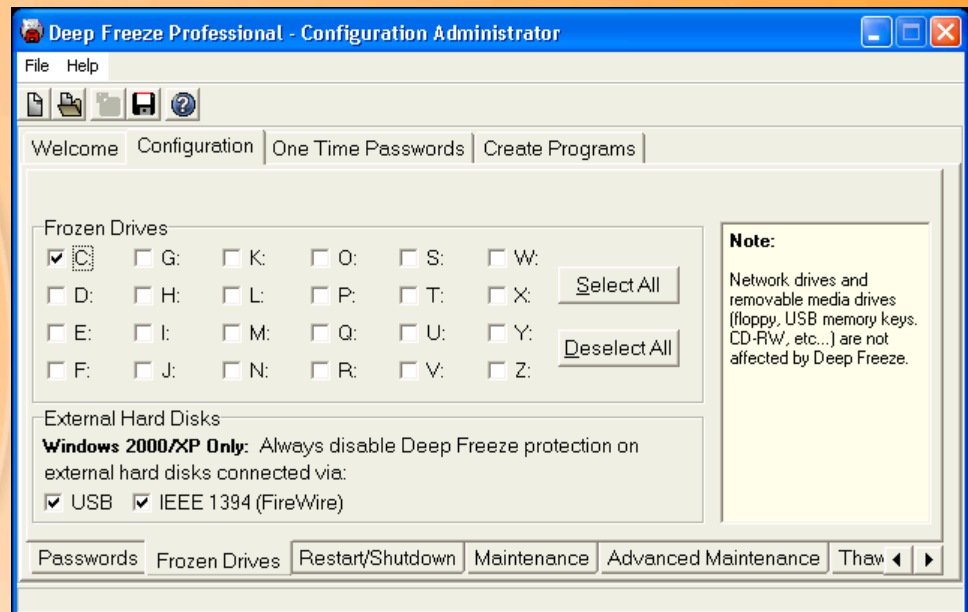 Deep Freeze Professional - Configuration Administrator
File Help
Welcome Configuration One Time Passwords Create Programs
Frozen Drives
C: G: K: O: S: W:
D: H: L: P: T: X:
E: I: M: Q: U: Y:
F: J: N: R: V: Z:
Select All
Deselect All
Note:
Network drives and
removable media drives
(floppy, USB memory keys.
CD-RW, etc...) are not
affected by Deep Freeze.
External Hard Disks
Windows 2000/XP Only: Always disable Deep Freeze protection on
external hard disks connected via:
USB IEEE 1394 (FireWire)
Passwords Frozen Drives Restart/Shutdown Maintenance Advanced Maintenance Thaw